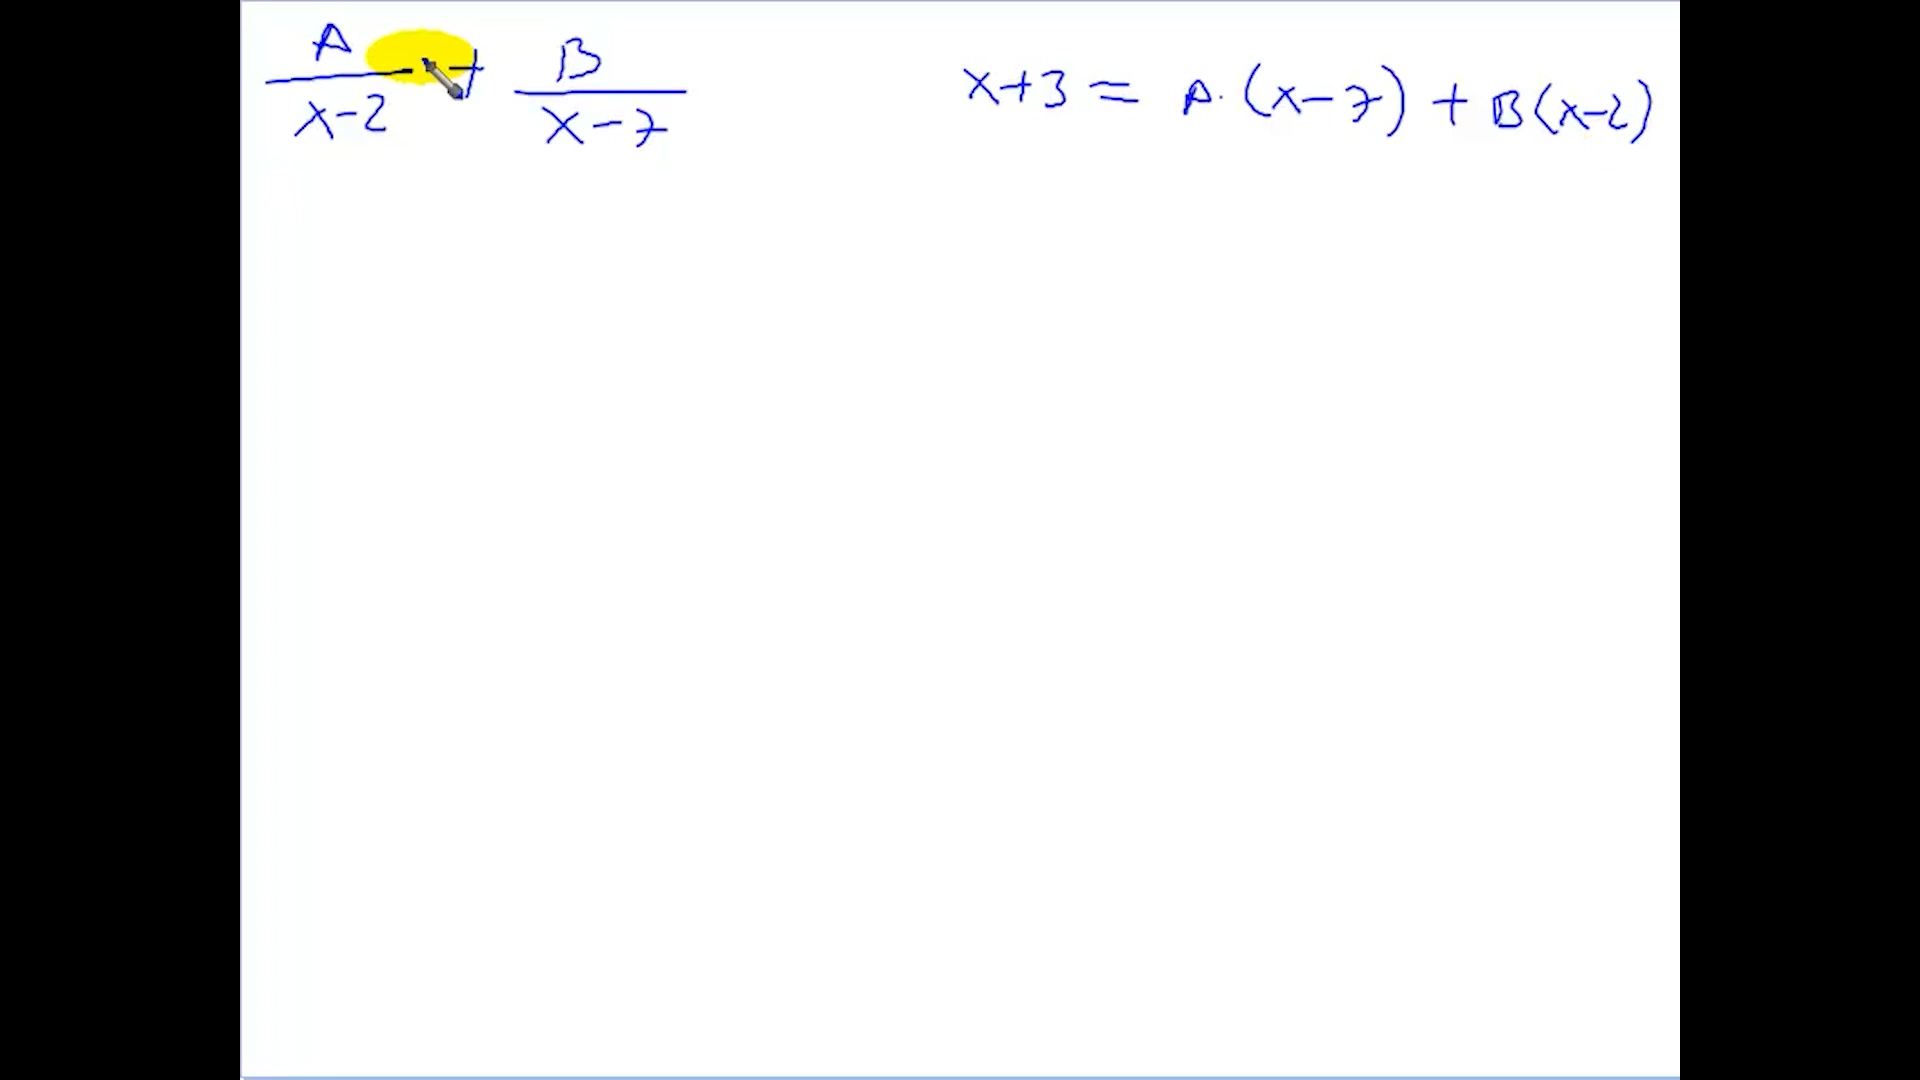 A/(x-2) + B/(x-7)
x+3 = A·(x-7) + B(x-2)